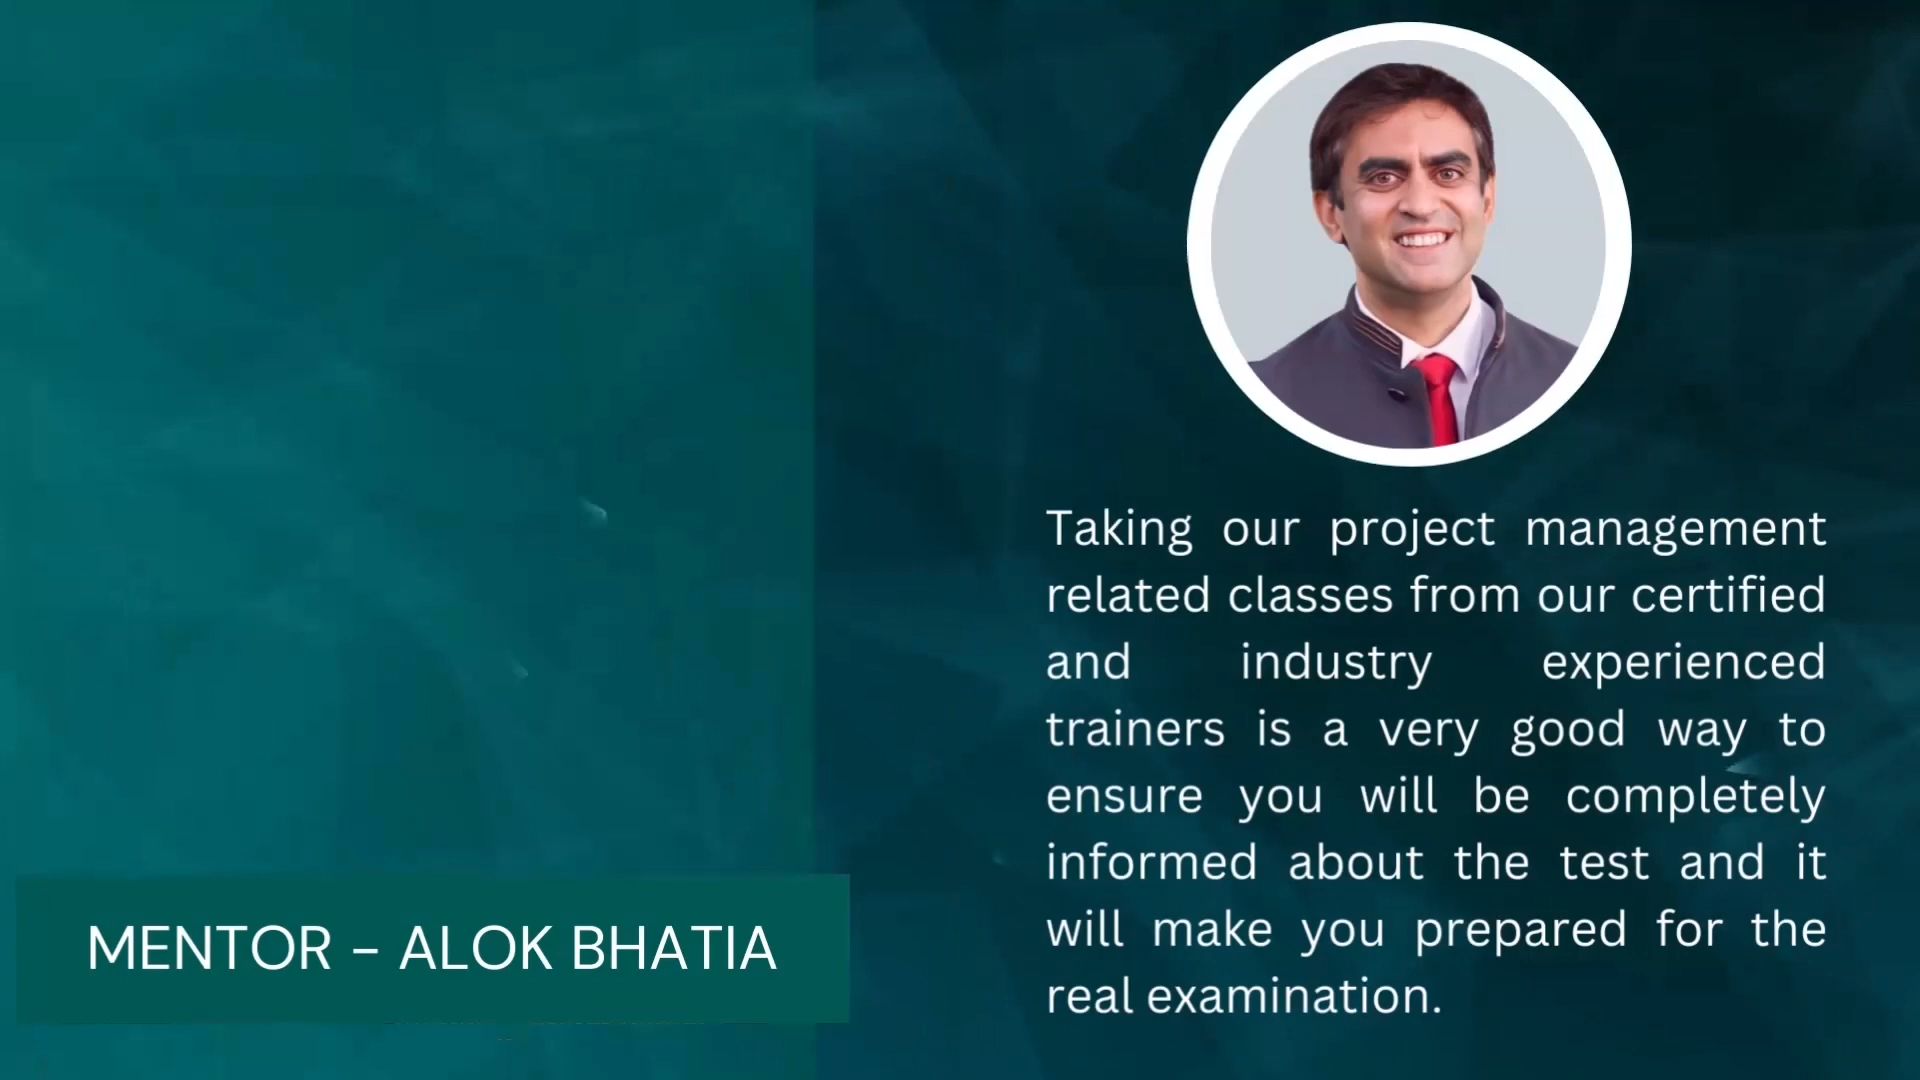 Taking our project management
related classes from our certified
and industry experienced
trainers is a very good way to
ensure you will be completely
informed about the test and it
will make you prepared for the
real examination.
MENTOR - ALOK BHATIA